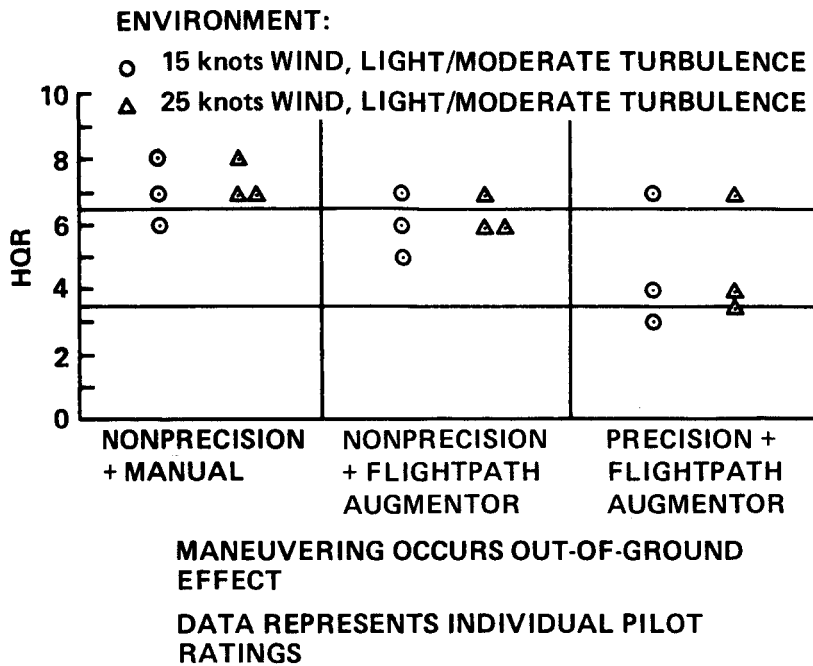 ENVIRONMENT:
15 knots WIND, LIGHT/MODERATE TURBULENCE
25 knots WIND, LIGHT/MODERATE TURBULENCE
10
8
6
4
2
0
HQR
NONPRECISION
+ MANUAL
NONPRECISION
+ FLIGHTPATH
AUGMENTOR
PRECISION +
FLIGHTPATH
AUGMENTOR
MANEUVERING OCCURS OUT-OF-GROUND
EFFECT
DATA REPRESENTS INDIVIDUAL PILOT
RATINGS